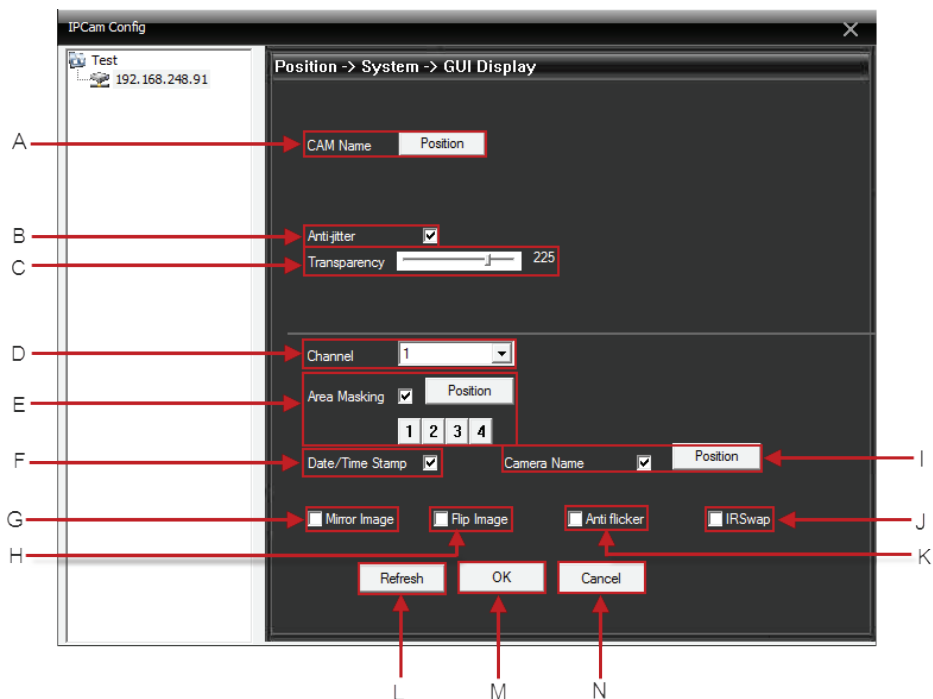 IPCam Config
Test
192.168.248.91
Position -> System -> GUI Display
A
CAM Name Position
B
Anti-jitter
C
Transparency 225
D
Channel 1
E
Area Masking Position
1 2 3 4
F
Date/Time Stamp
Camera Name Position
I
G
Mirror Image
Flip Image
Anti flicker
IRSwap
J
H
K
Refresh
OK
Cancel
L
M
N